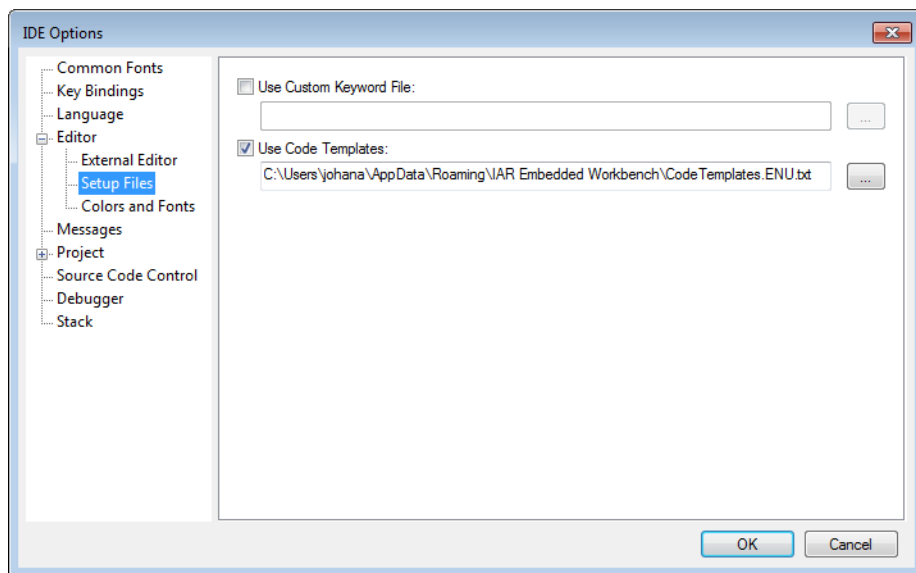 IDE Options
Common Fonts
Key Bindings
Language
Editor
External Editor
Setup Files
Colors and Fonts
Messages
Project
Source Code Control
Debugger
Stack
Use Custom Keyword File:
...
Use Code Templates:
C:\Users\johana\AppData\Roaming\IAR Embedded Workbench\CodeTemplates.ENU.txt
...
OK
Cancel